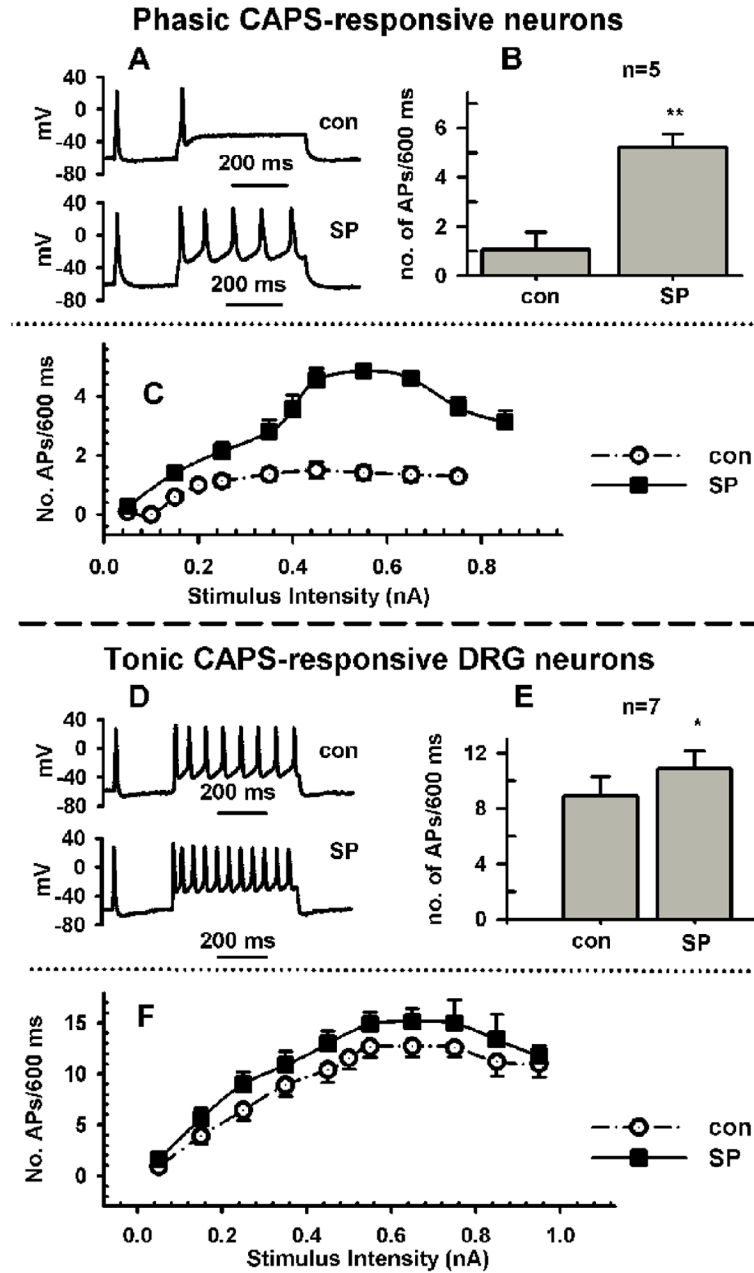 Phasic CAPS-responsive neurons
A
40
0
-40
-80
mV
con
200 ms
40
0
-40
-80
mV
SP
200 ms
B
n=5
**
6
4
2
0
no. of APs/600 ms
con
SP
C
4
2
0
No. APs/600 ms
con
SP
0.0 0.2 0.4 0.6 0.8
Stimulus Intensity (nA)
Tonic CAPS-responsive DRG neurons
D
40
0
-40
-80
mV
con
200 ms
40
0
-40
-80
mV
SP
200 ms
E
n=7
*
12
8
4
0
no. of APs/600 ms
con
SP
F
15
10
5
0
No. APs/600 ms
con
SP
0.0 0.2 0.4 0.6 0.8 1.0
Stimulus Intensity (nA)